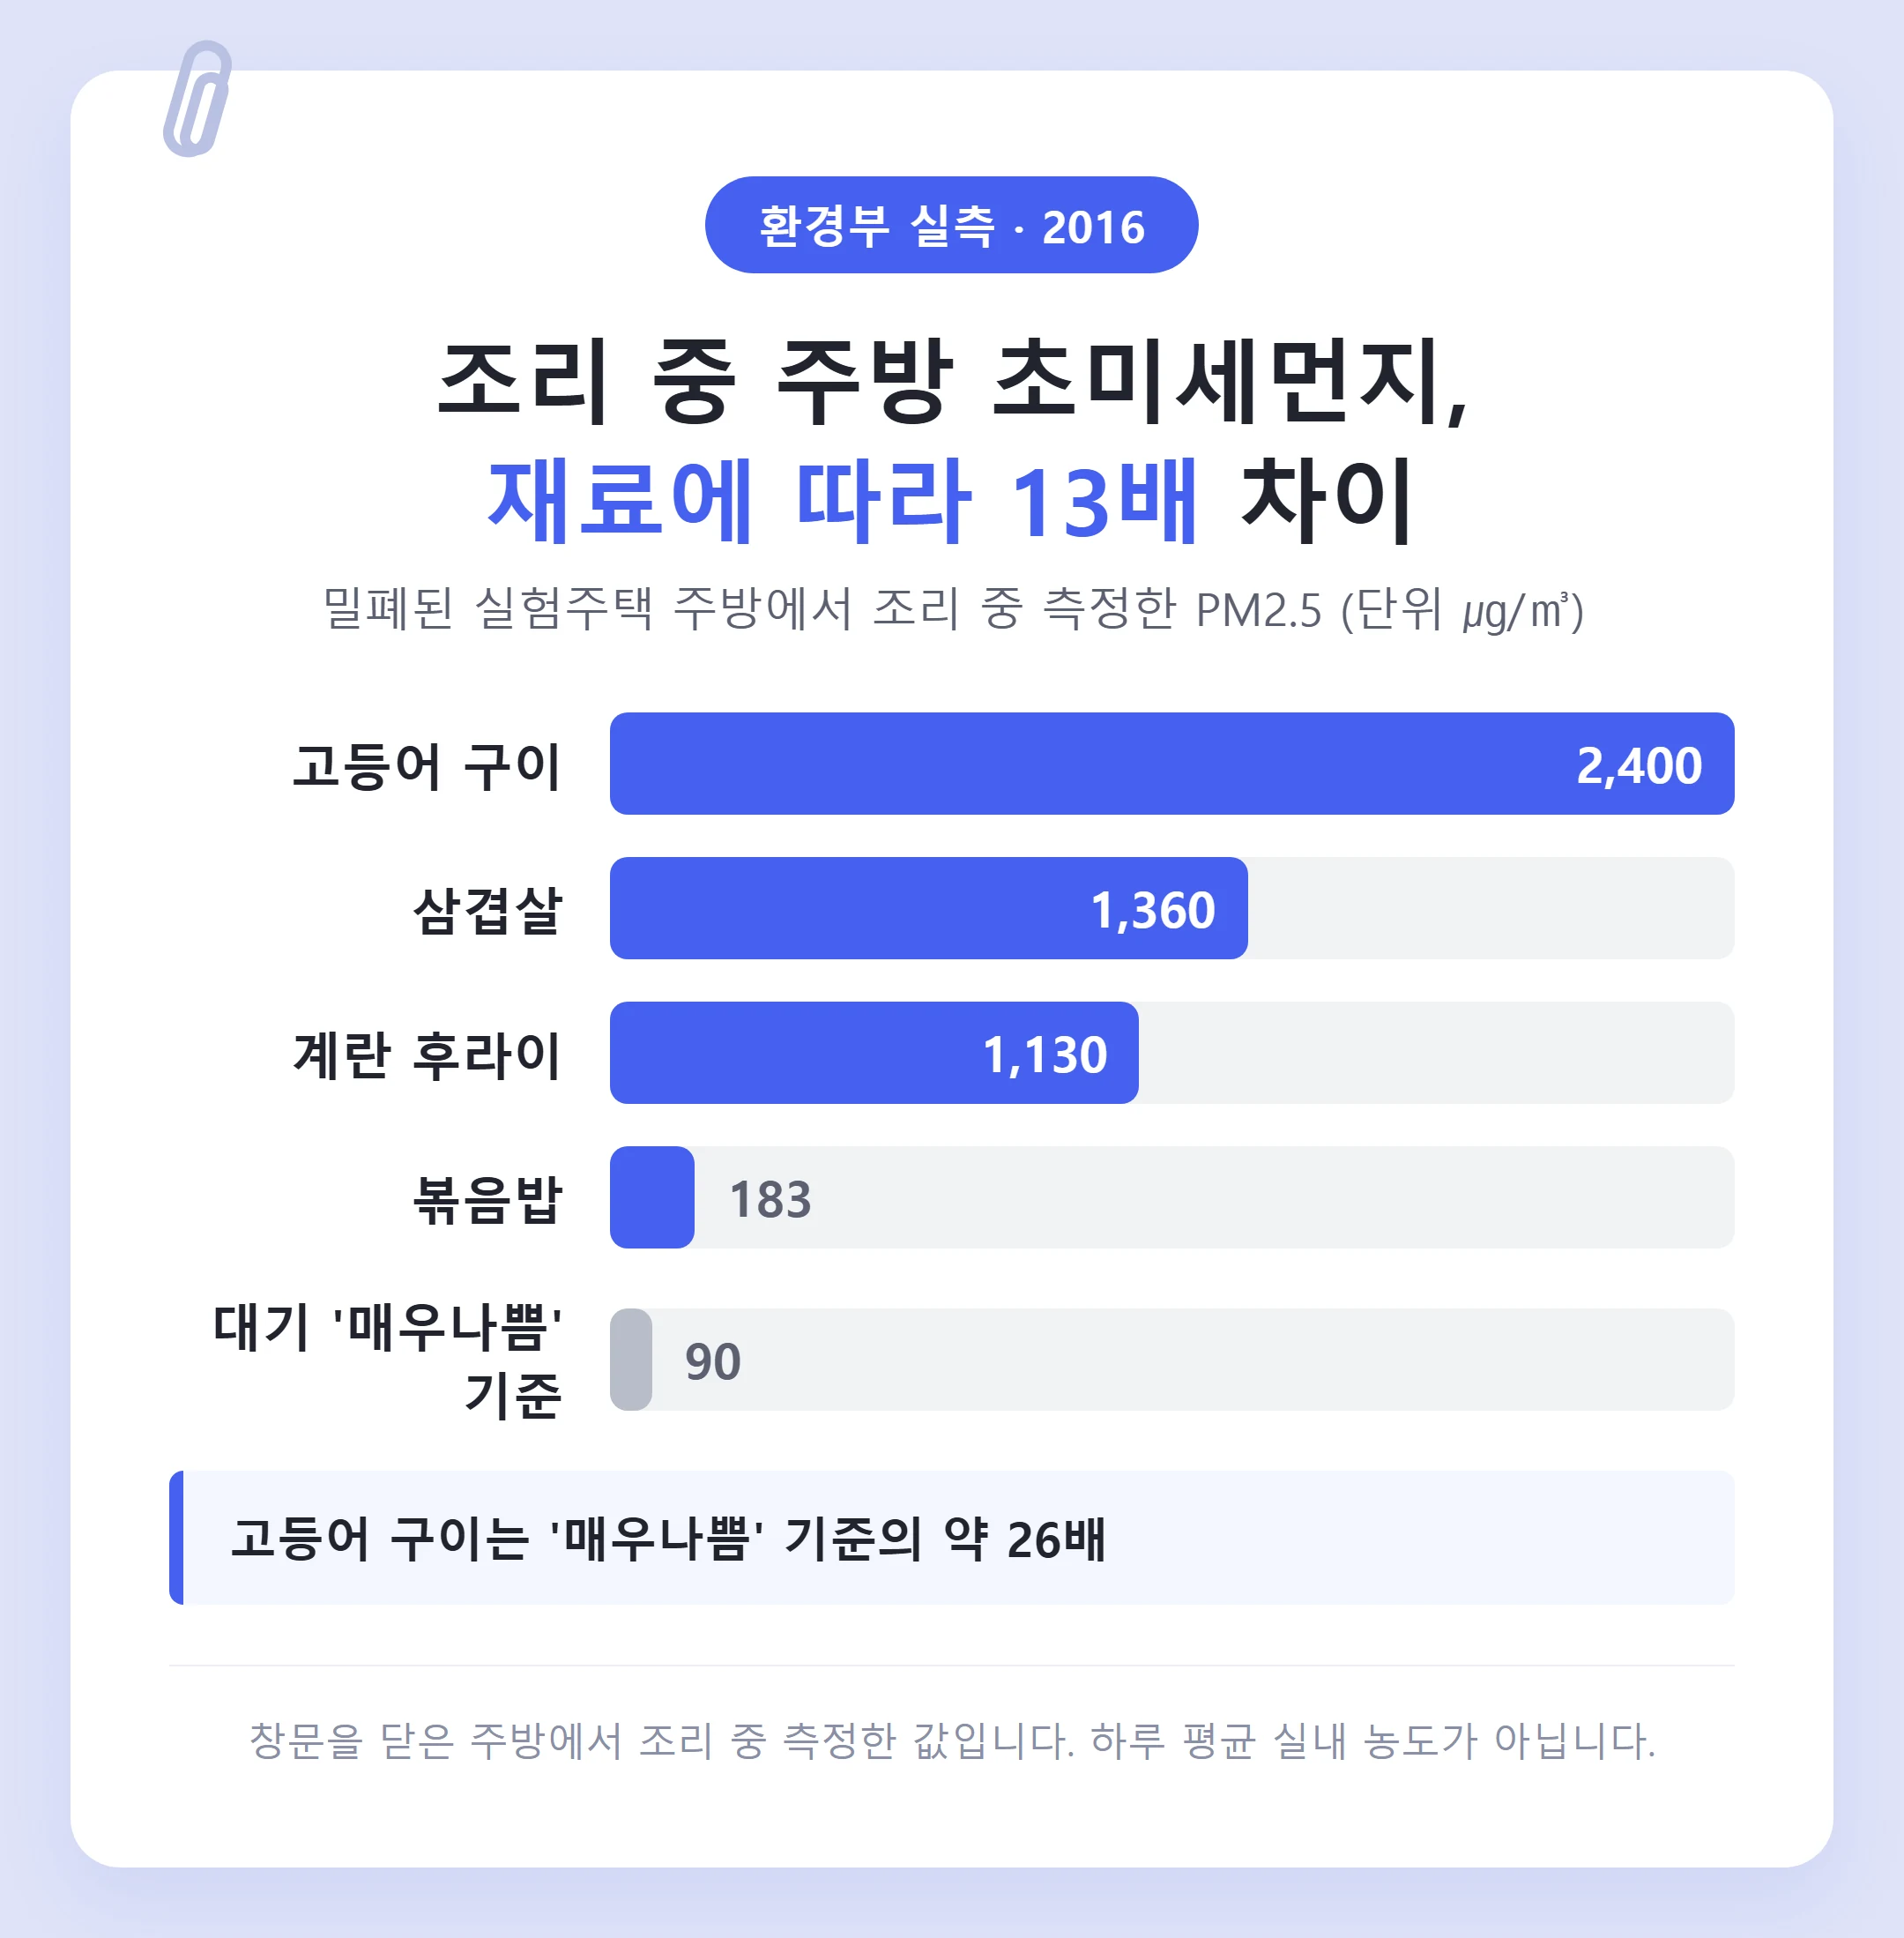 환경부 실측 · 2016
조리 중 주방 초미세먼지,
재료에 따라 13배 차이
밀폐된 실험주택 주방에서 조리 중 측정한 PM2.5 (단위 ㎍/㎥)
고등어 구이 2,400
삼겹살 1,360
계란 후라이 1,130
볶음밥 183
대기 '매우나쁨'
기준 90
고등어 구이는 '매우나쁨' 기준의 약 26배
창문을 닫은 주방에서 조리 중 측정한 값입니다. 하루 평균 실내 농도가 아닙니다.